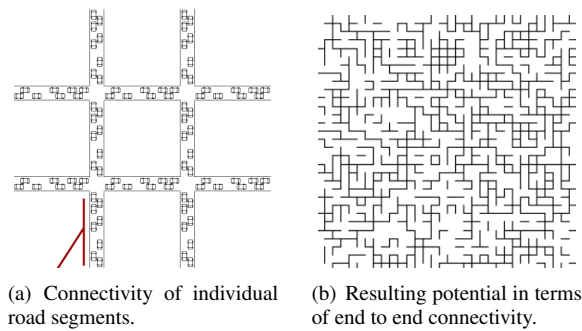 (a) Connectivity of individual
road segments.
(b) Resulting potential in terms
of end to end connectivity.